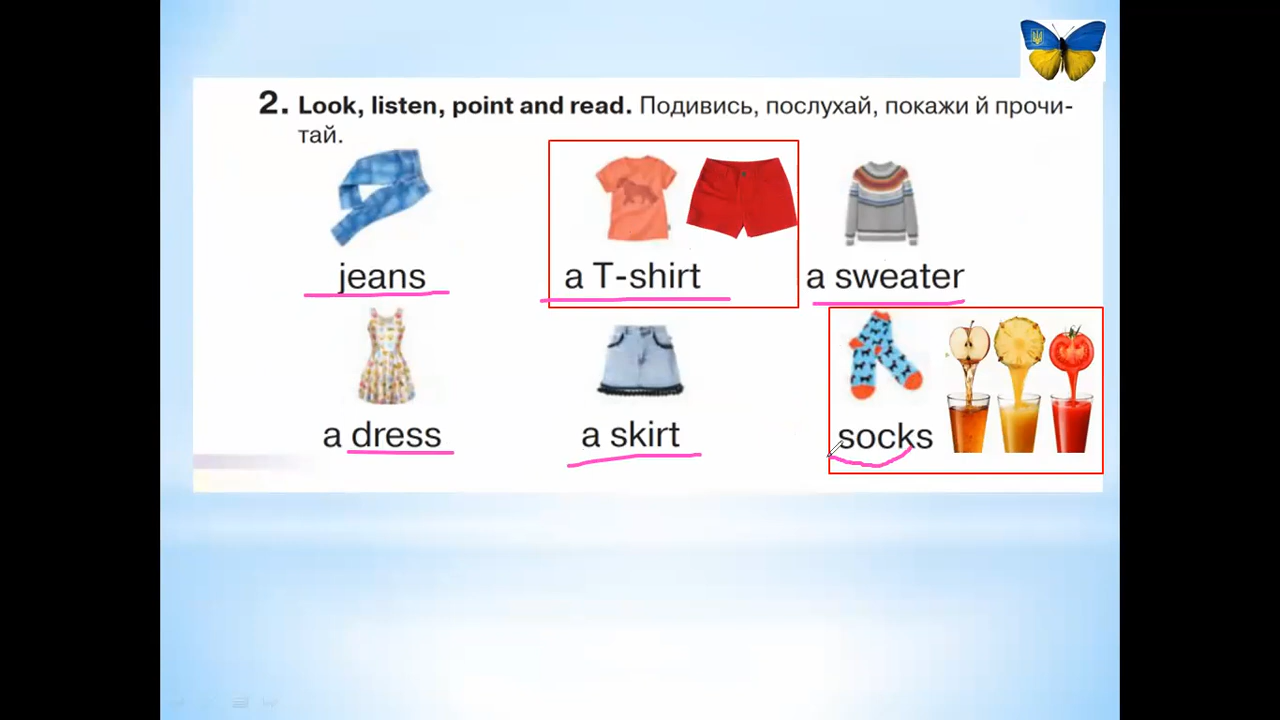 2. Look, listen, point and read. Подивись, послухай, покажи й прочи-
тай.
jeans
a T-shirt
a sweater
a dress
a skirt
socks